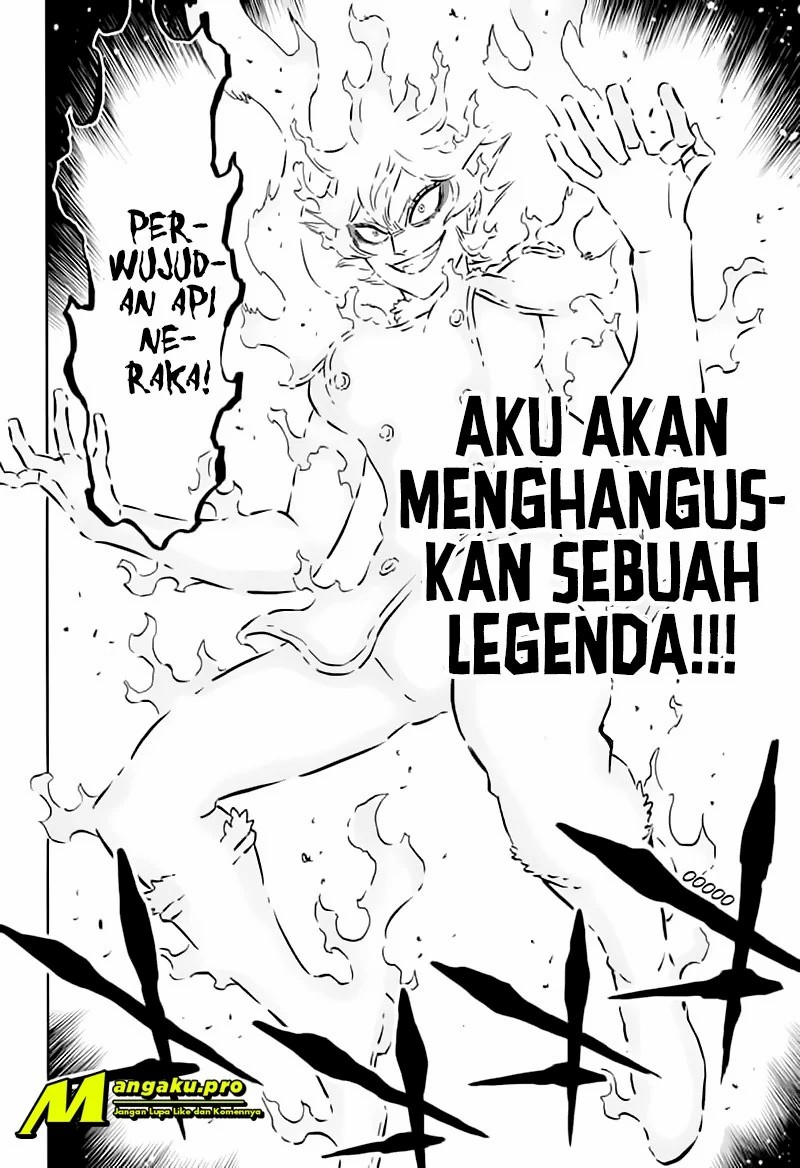 PER-
WUJUD-
AN API
NE-
RAKA!
AKU AKAN
MENGHANGUS-
KAN SEBUAH
LEGENDA!!!
OOOOO
Mangaku.pro
Jangan Lupa Like dan Komennya